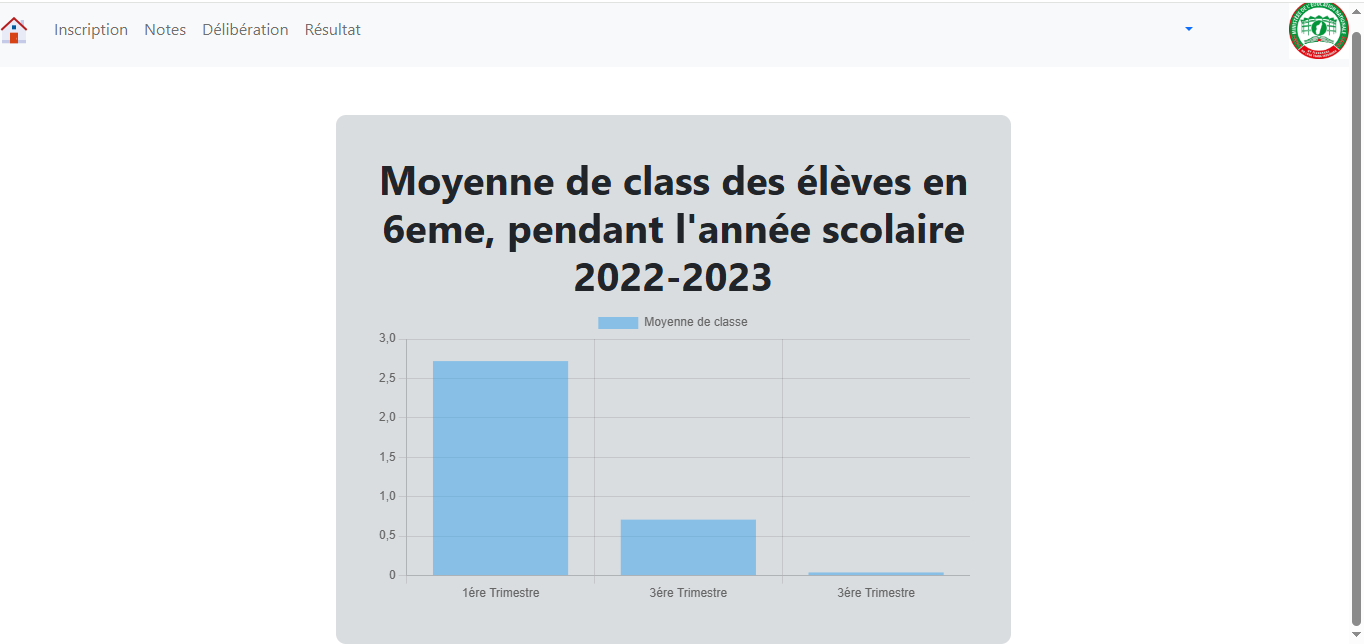 Inscription Notes Délibération Résultat
Moyenne de class des élèves en
6eme, pendant l'année scolaire
2022-2023
Moyenne de classe
3,0
2,5
2,0
1,5
1,0
0,5
0
1ére Trimestre 3ére Trimestre 3ére Trimestre